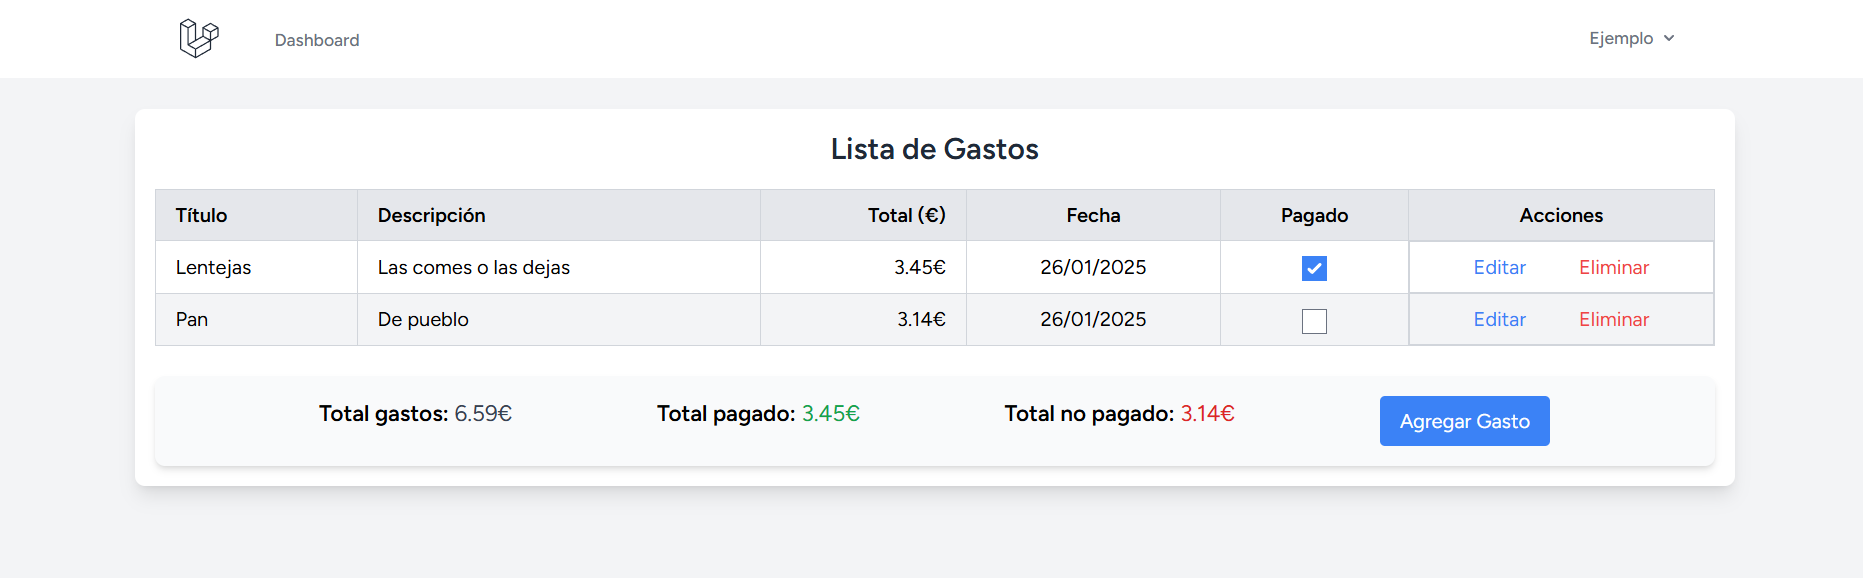 Dashboard Ejemplo
Lista de Gastos
Título Descripción Total (€) Fecha Pagado Acciones
Lentejas Las comes o las dejas 3.45€ 26/01/2025 Editar Eliminar
Pan De pueblo 3.14€ 26/01/2025 Editar Eliminar
Total gastos: 6.59€ Total pagado: 3.45€ Total no pagado: 3.14€ Agregar Gasto